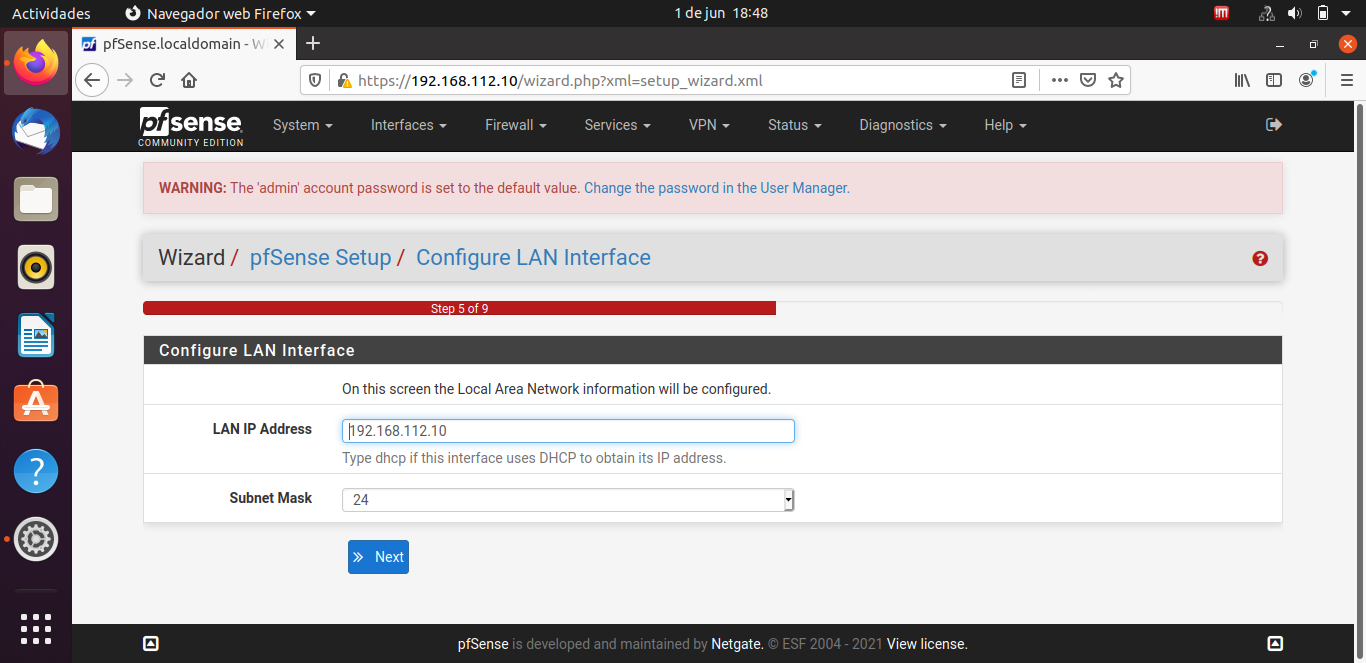 Actividades
Navegador web Firefox
1 de jun 18:48
pfSense.localdomain - W
https://192.168.112.10/wizard.php?xml=setup_wizard.xml
pfsense
COMMUNITY EDITION
System
Interfaces
Firewall
Services
VPN
Status
Diagnostics
Help
WARNING: The 'admin' account password is set to the default value. Change the password in the User Manager.
Wizard / pfSense Setup / Configure LAN Interface
Step 5 of 9
Configure LAN Interface
On this screen the Local Area Network information will be configured.
LAN IP Address
192.168.112.10
Type dhcp if this interface uses DHCP to obtain its IP address.
Subnet Mask
24
Next
pfSense is developed and maintained by Netgate. © ESF 2004 - 2021 View license.